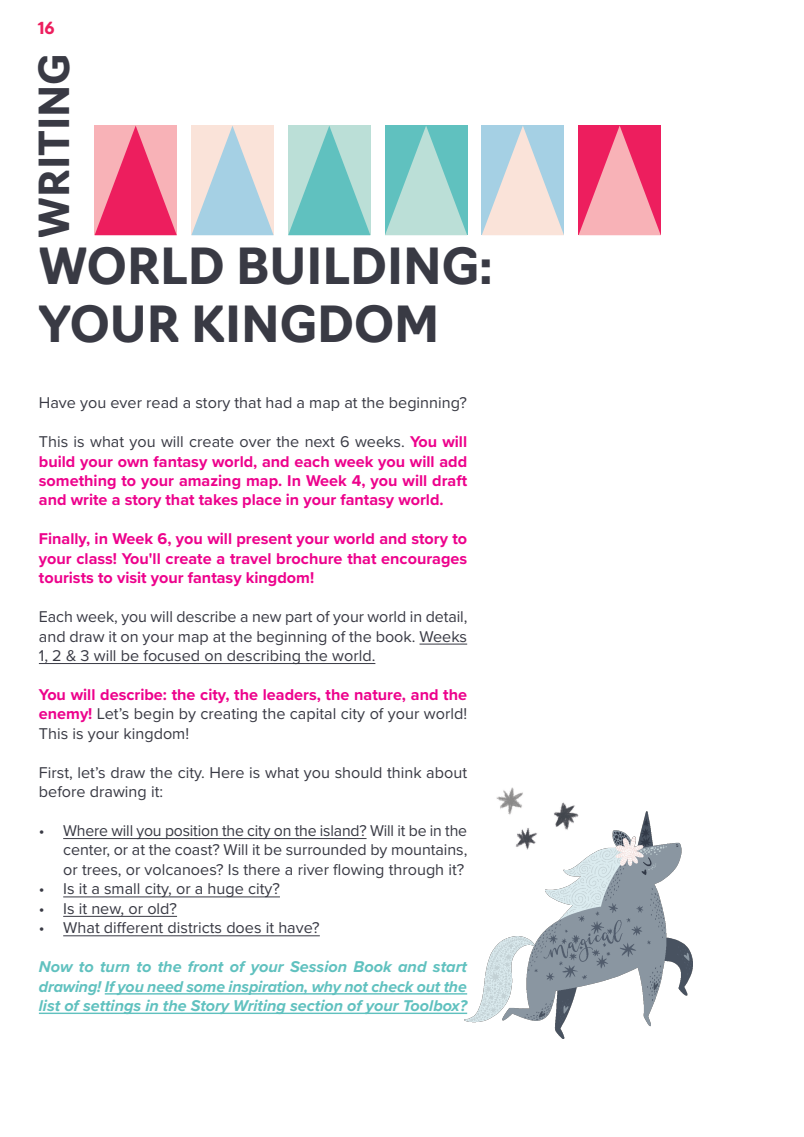 16
WRITING
WORLD BUILDING:
YOUR KINGDOM
Have you ever read a story that had a map at the beginning?
This is what you will create over the next 6 weeks. You will
build your own fantasy world, and each week you will add
something to your amazing map. In Week 4, you will draft
and write a story that takes place in your fantasy world.
Finally, in Week 6, you will present your world and story to
your class! You'll create a travel brochure that encourages
tourists to visit your fantasy kingdom!
Each week, you will describe a new part of your world in detail,
and draw it on your map at the beginning of the book. Weeks
1, 2 & 3 will be focused on describing the world.
You will describe: the city, the leaders, the nature, and the
enemy! Let’s begin by creating the capital city of your world!
This is your kingdom!
First, let’s draw the city. Here is what you should think about
before drawing it:
• Where will you position the city on the island? Will it be in the
center, or at the coast? Will it be surrounded by mountains,
or trees, or volcanoes? Is there a river flowing through it?
• Is it a small city, or a huge city?
• Is it new, or old?
• What different districts does it have?
Now to turn to the front of your Session Book and start
drawing! If you need some inspiration, why not check out the
list of settings in the Story Writing section of your Toolbox?
magical